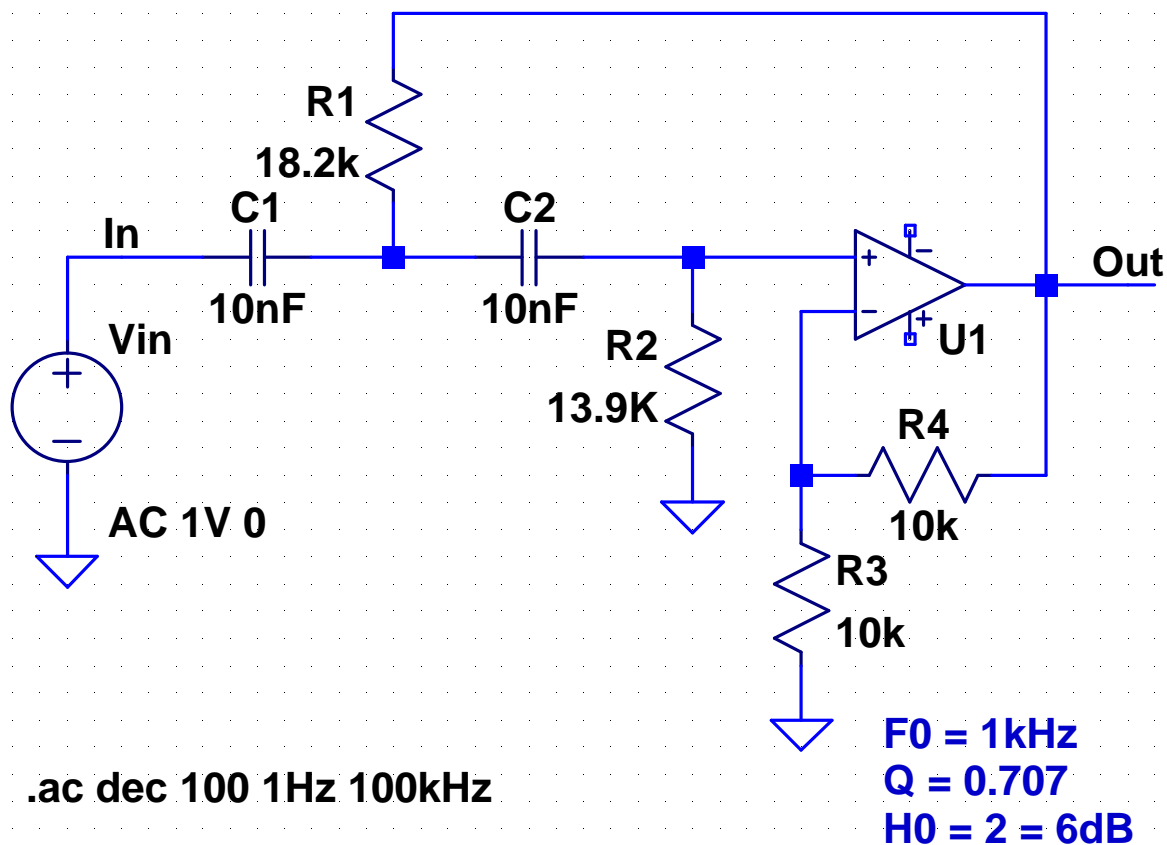 R1
18.2k
C1
C2
In
Out
10nF
10nF
+
−
−
+
U1
Vin
+
−
R2
13.9K
R4
10k
AC 1V 0
R3
10k
F0 = 1kHz
Q = 0.707
H0 = 2 = 6dB
.ac dec 100 1Hz 100kHz